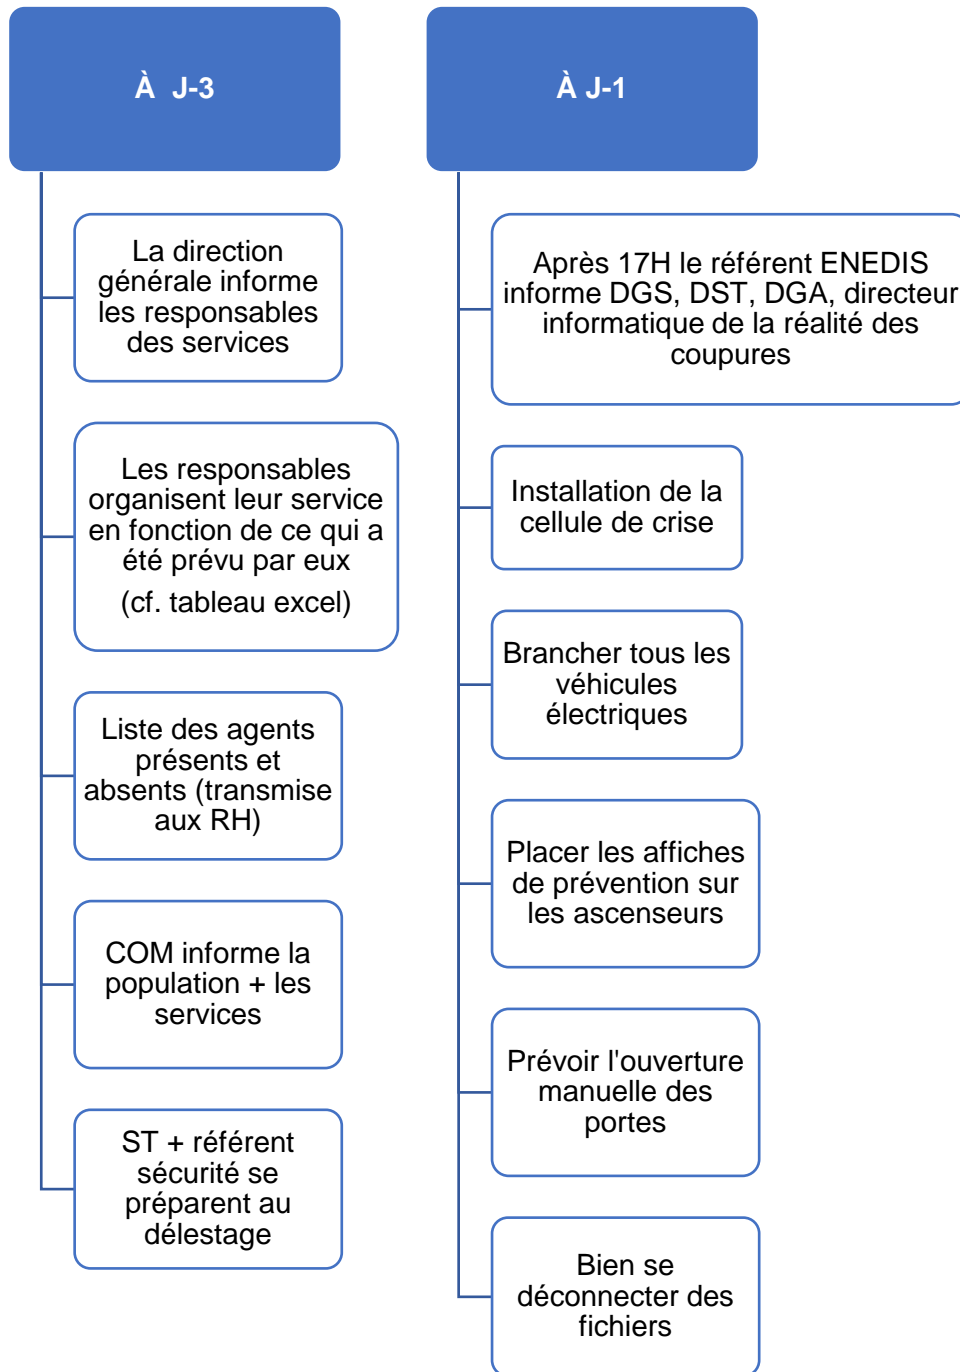 À  J-3
La direction
générale informe
les responsables
des services
Les responsables
organisent leur service
en fonction de ce qui a
été prévu par eux
(cf. tableau excel)
Liste des agents
présents et
absents (transmise
aux RH)
COM informe la
population + les
services
ST + référent
sécurité se
préparent au
délestage
À J-1
Après 17H le référent ENEDIS
informe DGS, DST, DGA, directeur
informatique de la réalité des
coupures
Installation de la
cellule de crise
Brancher tous les
véhicules
électriques
Placer les affiches
de prévention sur
les ascenseurs
Prévoir l'ouverture
manuelle des
portes
Bien se
déconnecter des
fichiers